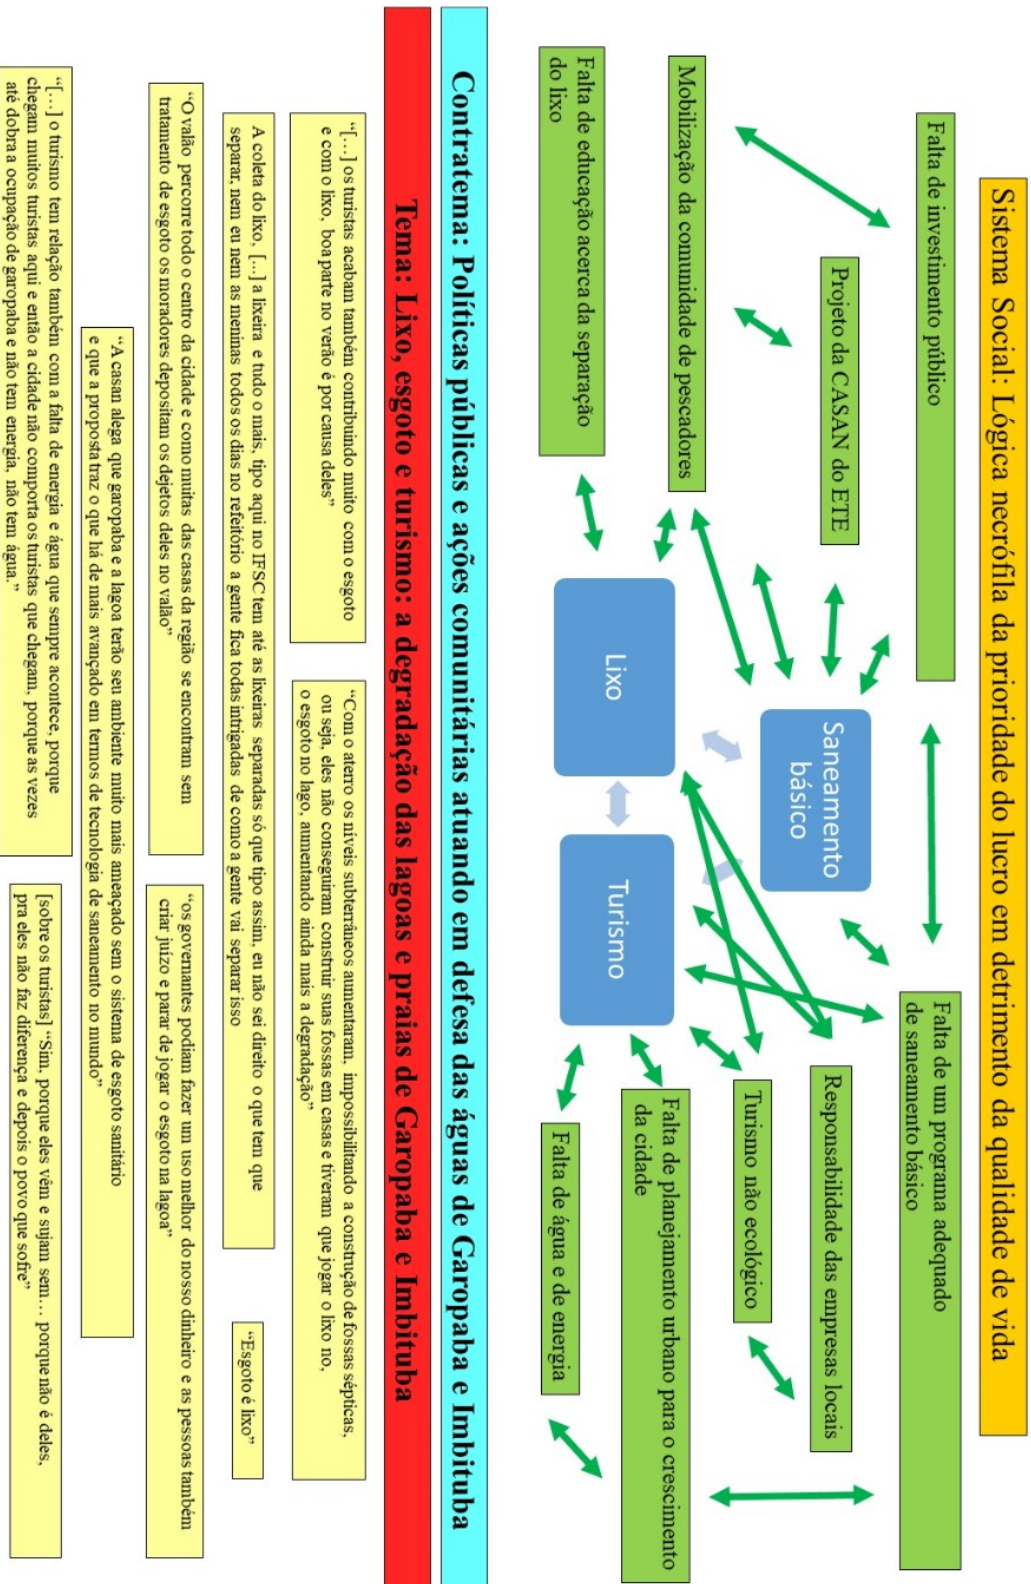 Sistema Social: Lógica necrófila da prioridade do lucro em detrimento da qualidade de vida
Falta de investimento público
Falta de um programa adequado
de saneamento básico
Projeto da CASAN do ETE
Responsabilidade das empresas locais
Saneamento
básico
Mobilização da comunidade de pescadores
Turismo não ecológico
Falta de educação acerca da separação
do lixo
Lixo
Turismo
Falta de planejamento urbano para o crescimento
da cidade
Falta de água e de energia
Contratema: Políticas públicas e ações comunitárias atuando em defesa das águas de Garopaba e Imbituba
Tema: Lixo, esgoto e turismo: a degradação das lagoas e praias de Garopaba e Imbituba
“[…] os turistas acabam também contribuindo muito com o esgoto
e com o lixo, boa parte no verão é por causa deles”
“Com o aterro os níveis subterrâneos aumentaram, impossibilitando a construção de fossas sépticas,
ou seja, eles não conseguiram construir suas fossas em casas e tiveram que jogar o lixo no,
o esgoto no lago, aumentando ainda mais a degradação”
A coleta do lixo, [...] a lixeira e tudo o mais, tipo aqui no IFSC tem até as lixeiras separadas só que tipo assim, eu não sei direito o que tem que
separar, nem eu nem as meninas todos os dias no refeitório a gente fica todas intrigadas de como a gente vai separar isso
“Esgoto é lixo”
“O valão percorre todo o centro da cidade e como muitas das casas da região se encontram sem
tratamento de esgoto os moradores depositam os dejetos deles no valão”
“os governantes podiam fazer um uso melhor do nosso dinheiro e as pessoas também
criar juízo e parar de jogar o esgoto na lagoa”
“A casan alega que garopaba e a lagoa terão seu ambiente muito mais ameaçado sem o sistema de esgoto sanitário
e que a proposta traz o que há de mais avançado em termos de tecnologia de saneamento no mundo”
“[…] o turismo tem relação também com a falta de energia e água que sempre acontece, porque
chegam muitos turistas aqui e então a cidade não comporta os turistas que chegam, porque as vezes
até dobra a ocupação de garopaba e não tem energia, não tem água.”
[sobre os turistas] “Sim, porque eles vêm e sujam sem… porque não é deles,
pra eles não faz diferença e depois o povo que sofre”